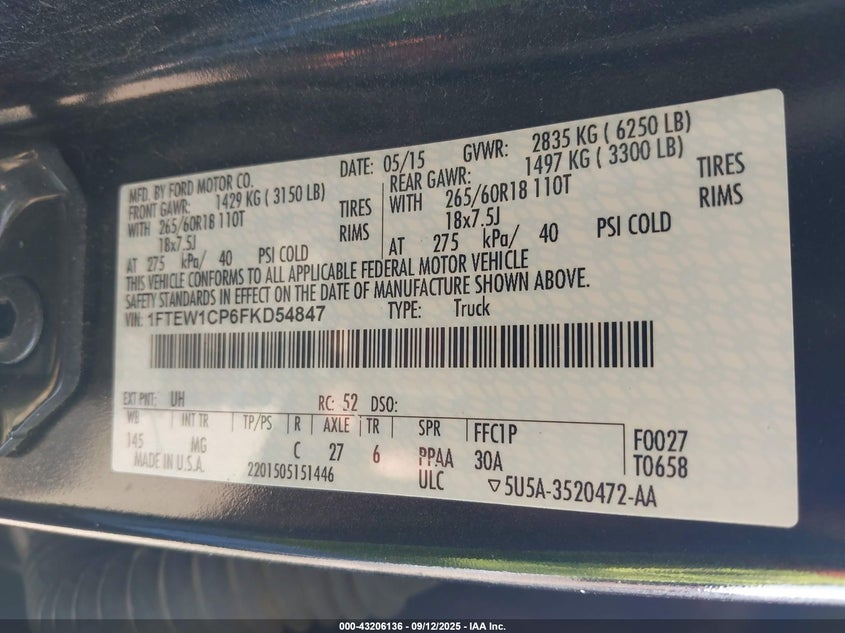 MFD. BY FORD MOTOR CO. DATE: 05/15 GVWR: 2835 KG ( 6250 LB)
FRONT GAWR: 1429 KG ( 3150 LB) REAR GAWR: 1497 KG ( 3300 LB)
WITH 265/60R18 110T TIRES WITH 265/60R18 110T TIRES
18x7.5J RIMS 18x7.5J RIMS
AT 275 kPa/ 40 PSI COLD AT 275 kPa/ 40 PSI COLD
THIS VEHICLE CONFORMS TO ALL APPLICABLE FEDERAL MOTOR VEHICLE
SAFETY STANDARDS IN EFFECT ON THE DATE OF MANUFACTURE SHOWN ABOVE.
VIN: 1FTEW1CP6FKD54847 TYPE: Truck
EXT PNT: UH RC: 52 DSO:
WB INT TR TP/PS R AXLE TR SPR FFC1P F0027
145 MG C 27 6 PPAA 30A T0658
MADE IN U.S.A. 2201505151446 ULC ▽5U5A-3520472-AA
000-43206136 - 09/12/2025 - IAA Inc.